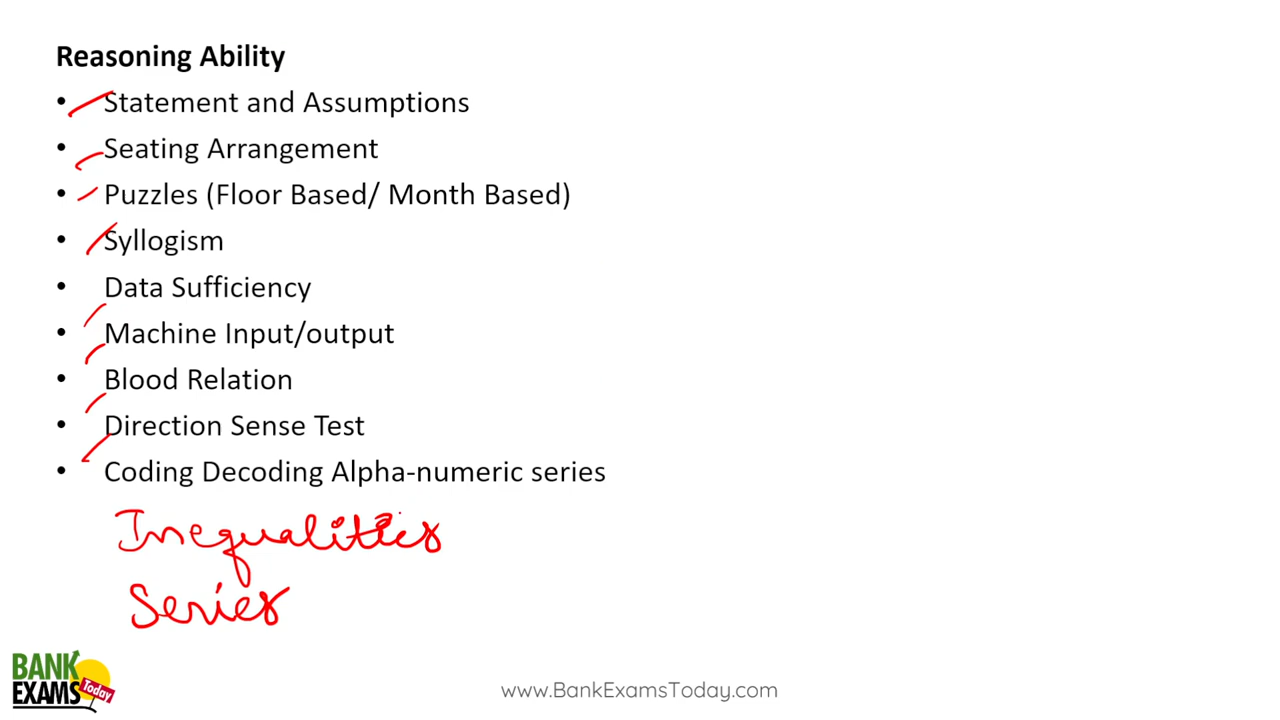 Reasoning Ability
• Statement and Assumptions
• Seating Arrangement
• Puzzles (Floor Based/ Month Based)
• Syllogism
• Data Sufficiency
• Machine Input/output
• Blood Relation
• Direction Sense Test
• Coding Decoding Alpha-numeric series
Inequalities
Series
BANK
EXAMS Today
www.BankExamsToday.com